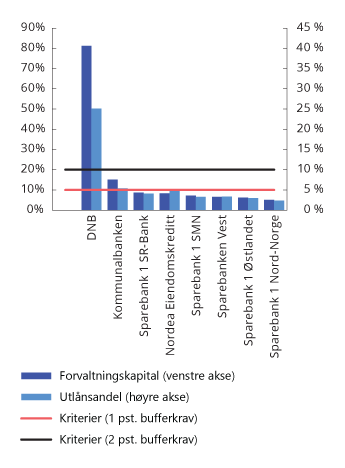 90% 45 %
80% 40 %
70% 35 %
60% 30 %
50% 25 %
40% 20 %
30% 15 %
20% 10 %
10% 5 %
0% 0 %
DNB
Kommunalbanken
Sparebank 1 SR-Bank
Nordea Eiendomskreditt
Sparebank 1 SMN
Sparebanken Vest
Sparebank 1 Østlandet
Sparebank 1 Nord-Norge
Forvaltningskapital (venstre akse)
Utlånsandel (høyre akse)
Kriterier (1 pst. bufferkrav)
Kriterier (2 pst. bufferkrav)